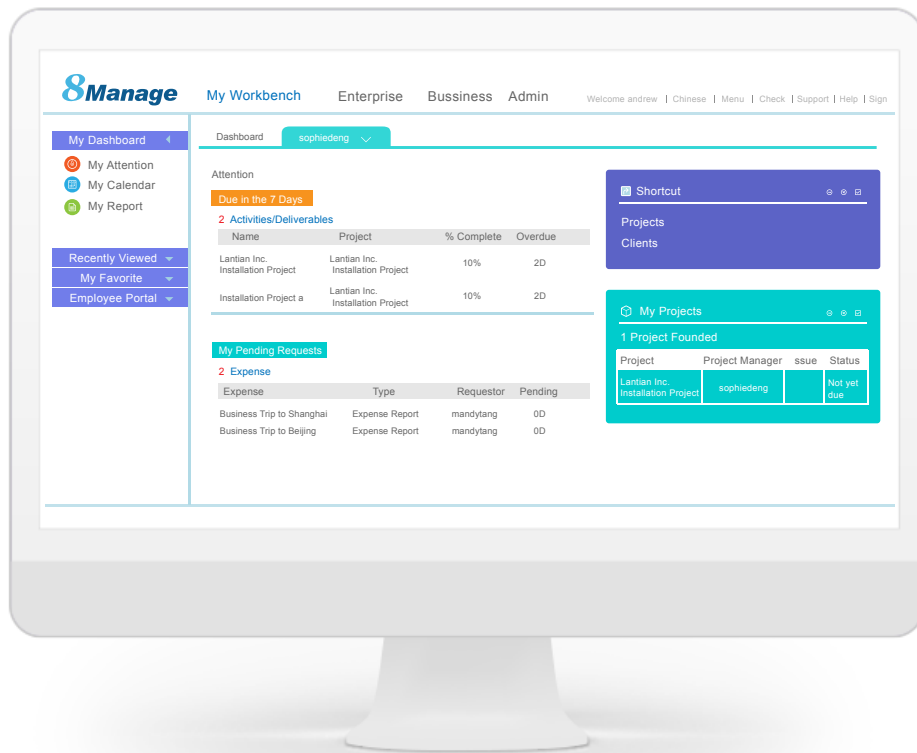 8Manage
My Workbench Enterprise Bussiness Admin
Welcome andrew | Chinese | Menu | Check | Support | Help | Sign
My Dashboard
My Attention
My Calendar
My Report
Recently Viewed
My Favorite
Employee Portal
Dashboard sophiedeng
Attention
Due in the 7 Days
2 Activities/Deliverables
Name Project % Complete Overdue
Lantian Inc. Lantian Inc.
Installation Project Installation Project 10% 2D
Lantian Inc.
Installation Project a Installation Project 10% 2D
My Pending Requests
2 Expense
Expense Type Requestor Pending
Business Trip to Shanghai Expense Report mandytang 0D
Business Trip to Beijing Expense Report mandytang 0D
Shortcut
Projects
Clients
My Projects
1 Project Founded
Project Project Manager ssue Status
Lantian Inc. Not yet
Installation Project sophiedeng due